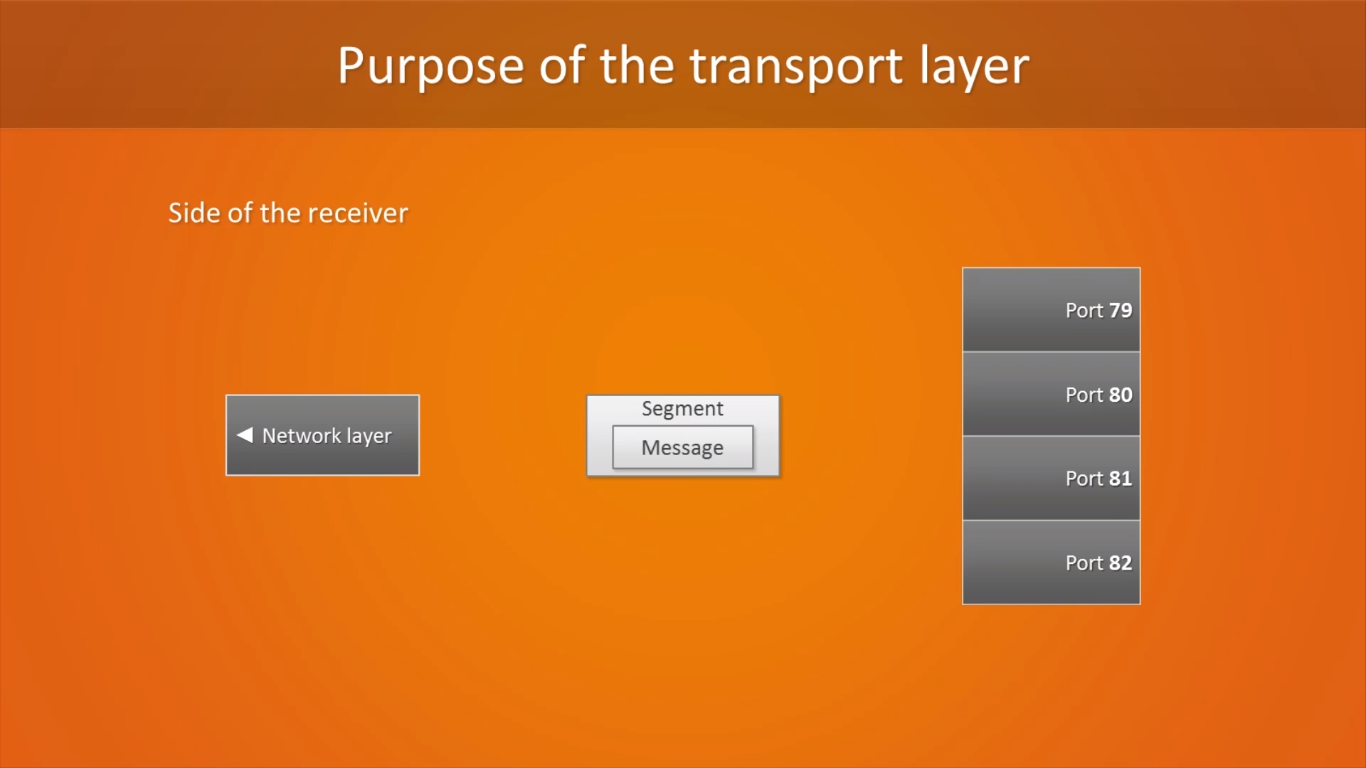 Purpose of the transport layer
Side of the receiver
Port 79
Port 80
Segment
◄ Network layer
Message
Port 81
Port 82